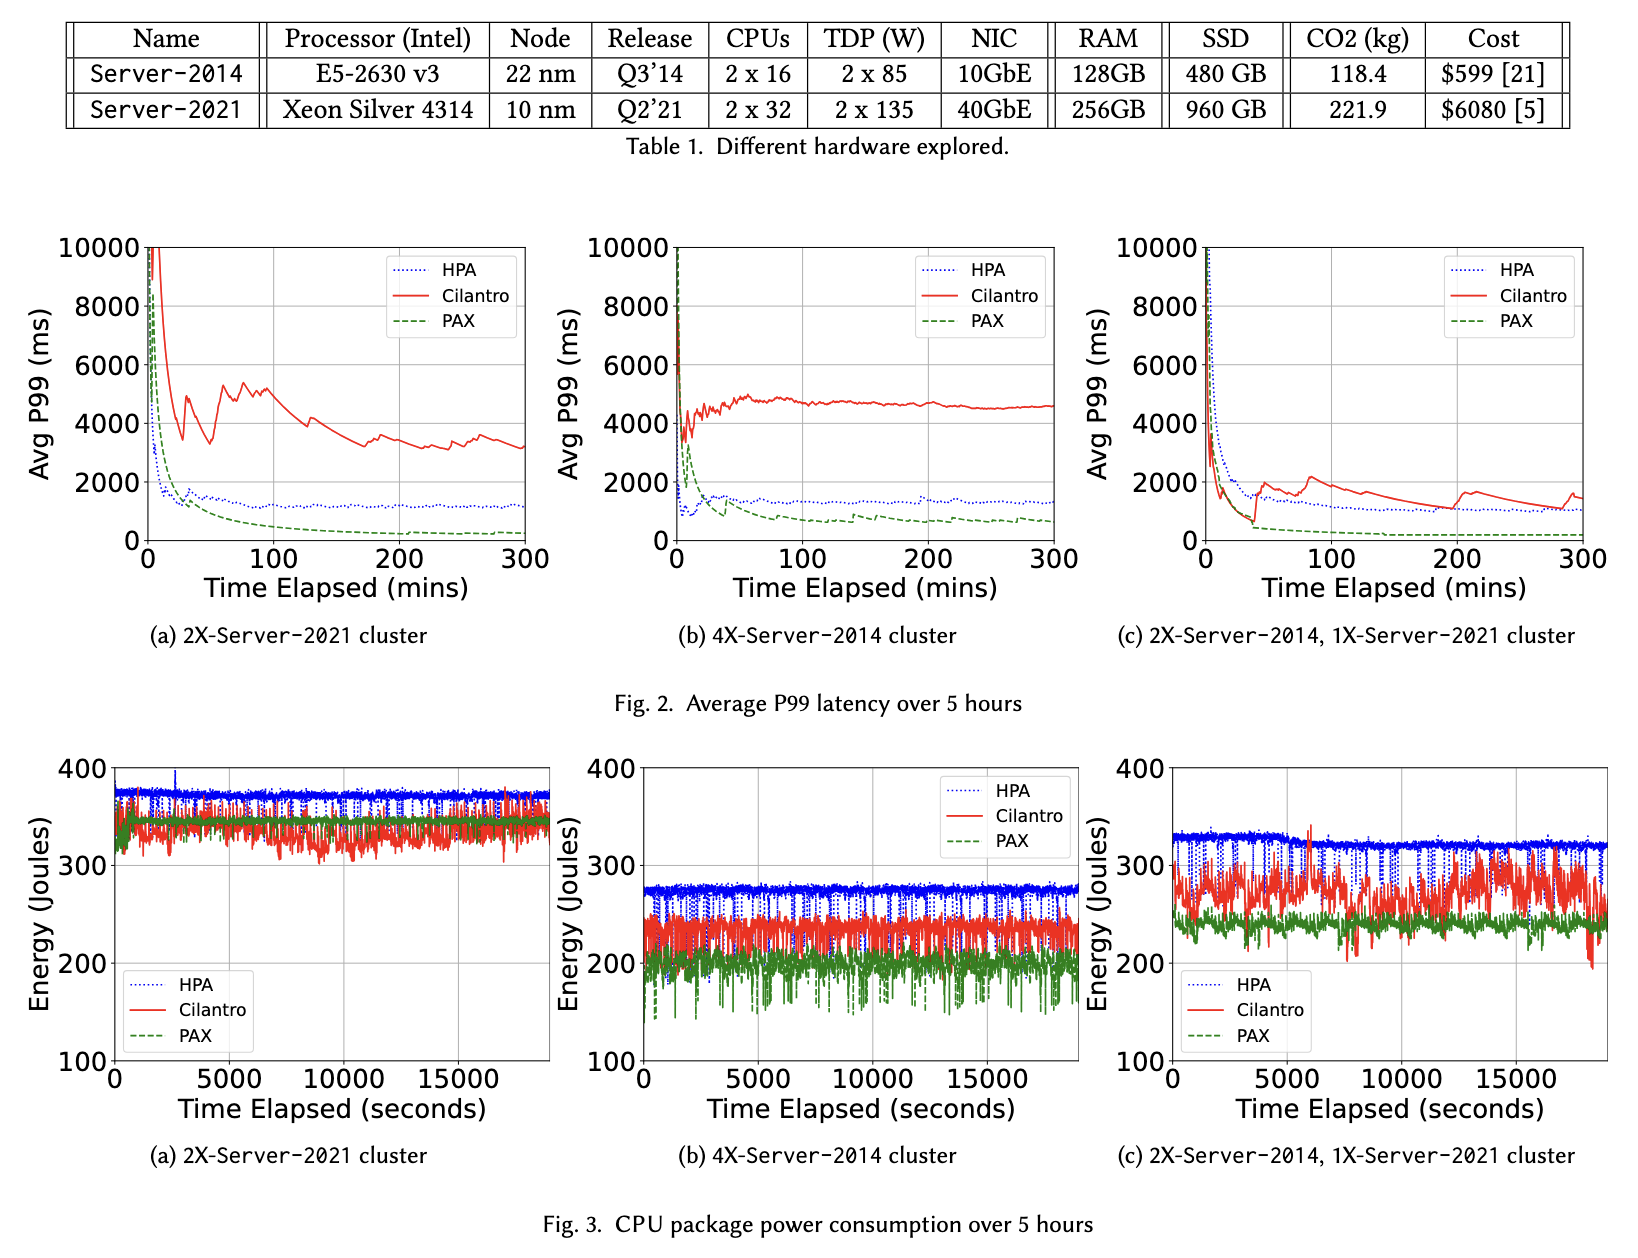 Name Processor (Intel) Node Release CPUs TDP (W) NIC RAM SSD CO2 (kg) Cost
Server-2014 E5-2630 v3 22 nm Q3'14 2 x 16 2 x 85 10GbE 128GB 480 GB 118.4 $599 [21]
Server-2021 Xeon Silver 4314 10 nm Q2'21 2 x 32 2 x 135 40GbE 256GB 960 GB 221.9 $6080 [5]
Table 1. Different hardware explored.
10000
8000
6000
4000
2000
0
Avg P99 (ms)
HPA
Cilantro
PAX
0 100 200 300
Time Elapsed (mins)
(a) 2X-Server-2021 cluster
10000
8000
6000
4000
2000
0
Avg P99 (ms)
HPA
Cilantro
PAX
0 100 200 300
Time Elapsed (mins)
(b) 4X-Server-2014 cluster
10000
8000
6000
4000
2000
0
Avg P99 (ms)
HPA
Cilantro
PAX
0 100 200 300
Time Elapsed (mins)
(c) 2X-Server-2014, 1X-Server-2021 cluster
Fig. 2. Average P99 latency over 5 hours
400
300
200
100
Energy (Joules)
HPA
Cilantro
PAX
0 5000 10000 15000
Time Elapsed (seconds)
(a) 2X-Server-2021 cluster
400
300
200
100
Energy (Joules)
HPA
Cilantro
PAX
0 5000 10000 15000
Time Elapsed (seconds)
(b) 4X-Server-2014 cluster
400
300
200
100
Energy (Joules)
HPA
Cilantro
PAX
0 5000 10000 15000
Time Elapsed (seconds)
(c) 2X-Server-2014, 1X-Server-2021 cluster
Fig. 3. CPU package power consumption over 5 hours